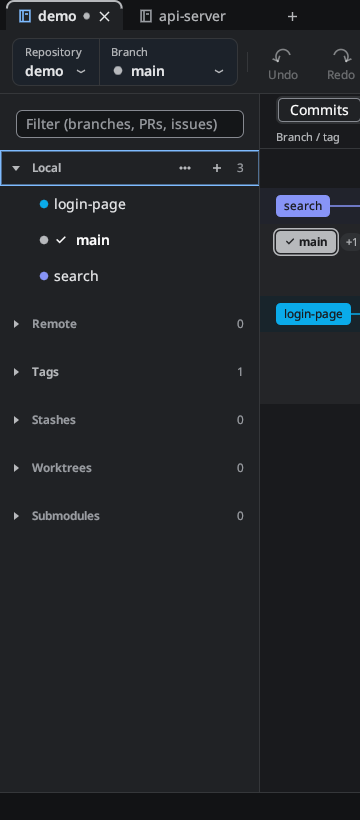 demo
api-server
Repository
demo
Branch
main
Undo
Redo
Filter (branches, PRs, issues)
Commits
Branch / tag
Local
3
login-page
main
search
Remote
0
Tags
1
Stashes
0
Worktrees
0
Submodules
0
search
main
+1
login-page